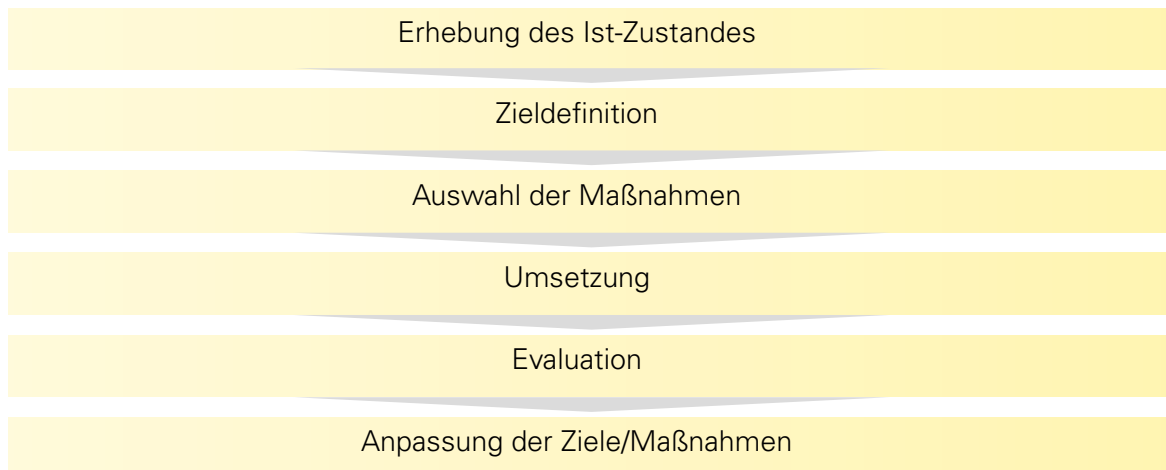 Erhebung des Ist-Zustandes
Zieldefinition
Auswahl der Maßnahmen
Umsetzung
Evaluation
Anpassung der Ziele/Maßnahmen